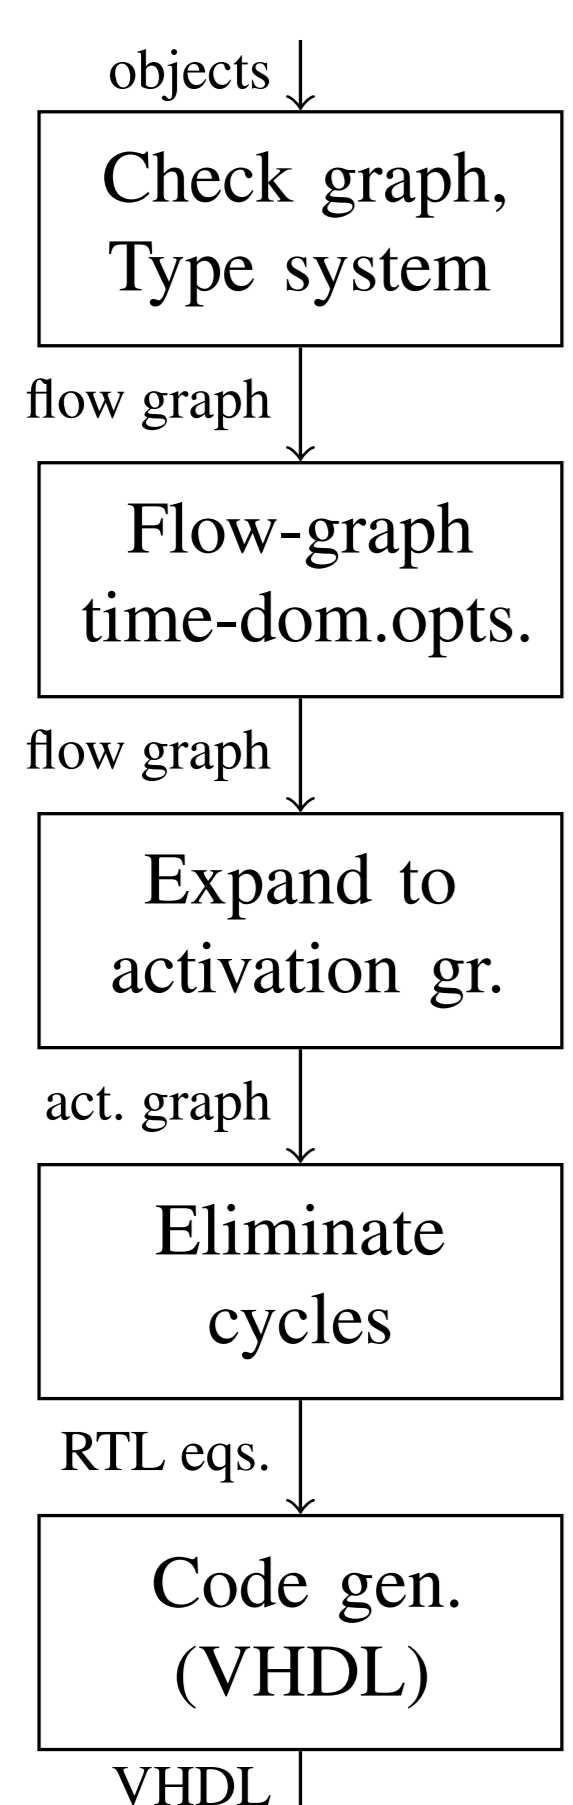 objects
Check graph,
Type system
flow graph
Flow-graph
time-dom.opts.
flow graph
Expand to
activation gr.
act. graph
Eliminate
cycles
RTL eqs.
Code gen.
(VHDL)
VHDL